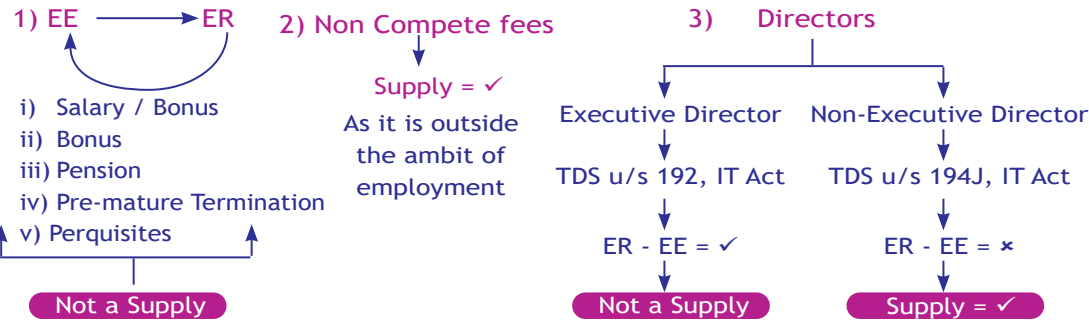 1) EE ER
i) Salary / Bonus
ii) Bonus
iii) Pension
iv) Pre-mature Termination
v) Perquisites
Not a Supply
2) Non Compete fees
Supply = ✓
As it is outside
the ambit of
employment
3) Directors
Executive Director
TDS u/s 192, IT Act
ER - EE = ✓
Not a Supply
Non-Executive Director
TDS u/s 194J, IT Act
ER - EE = ×
Supply = ✓